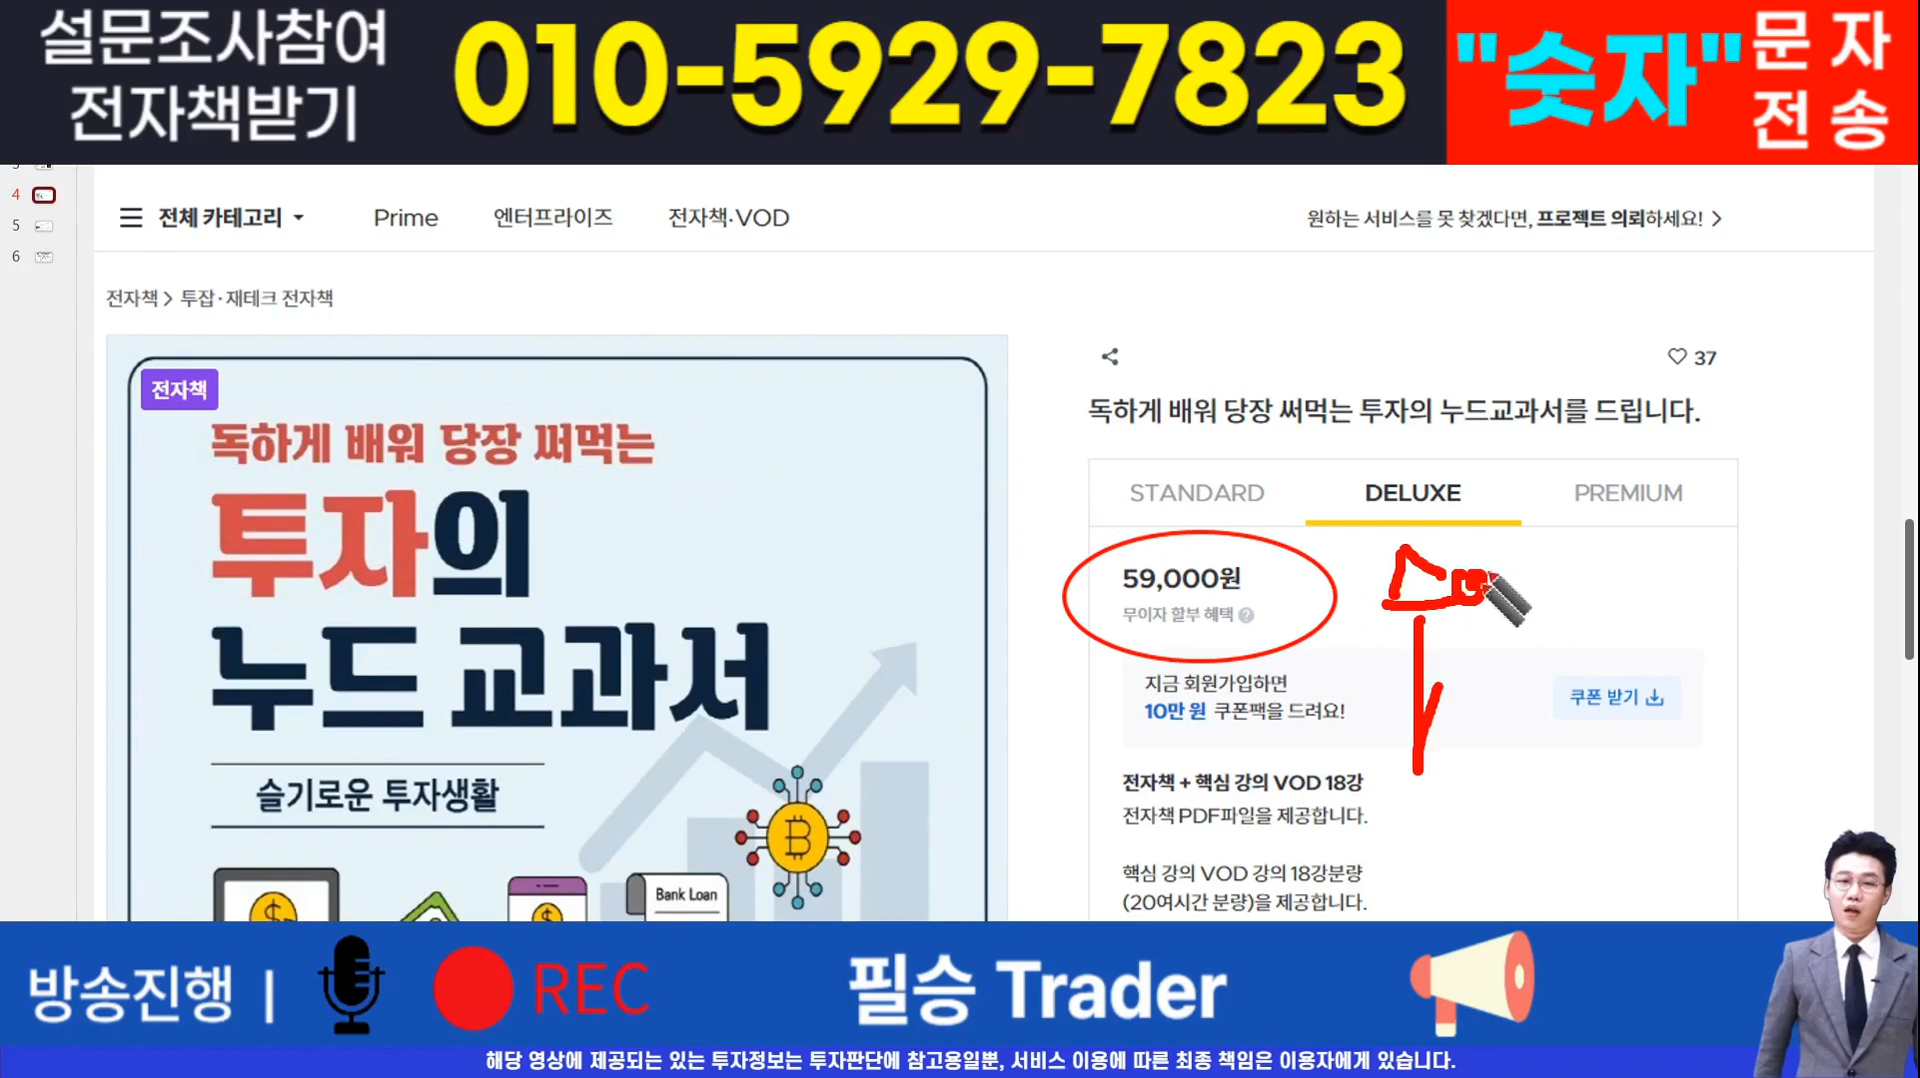 설문조사참여
전자책받기
010-5929-7823
"숫자"
문자
전송
4
5
6
전체 카테고리
Prime
엔터프라이즈
전자책·VOD
원하는 서비스를 못 찾겠다면, 프로젝트 의뢰하세요!
전자책 > 투잡·재테크 전자책
전자책
독하게 배워 당장 써먹는
투자의
누드 교과서
슬기로운 투자생활
Bank Loan
37
독하게 배워 당장 써먹는 투자의 누드교과서를 드립니다.
STANDARD
DELUXE
PREMIUM
59,000원
무이자 할부 혜택
지금 회원가입하면
10만 원 쿠폰팩을 드려요!
쿠폰 받기
전자책 + 핵심 강의 VOD 18강
전자책 PDF파일을 제공합니다.
핵심 강의 VOD 강의 18강분량
(20여시간 분량)을 제공합니다.
방송진행 |
REC
필승 Trader
해당 영상에 제공되는 있는 투자정보는 투자판단에 참고용일뿐, 서비스 이용에 따른 최종 책임은 이용자에게 있습니다.